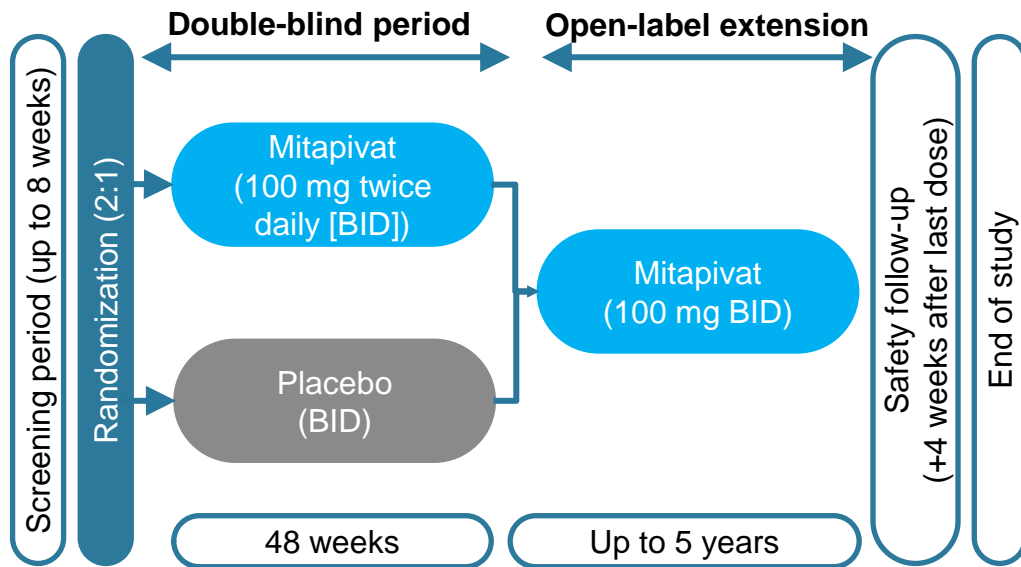 Double-blind period
Open-label extension
Screening period (up to 8 weeks)
Randomization (2:1)
Mitapivat
(100 mg twice
daily [BID])
Placebo
(BID)
Mitapivat
(100 mg BID)
Safety follow-up
(+4 weeks after last dose)
End of study
48 weeks
Up to 5 years